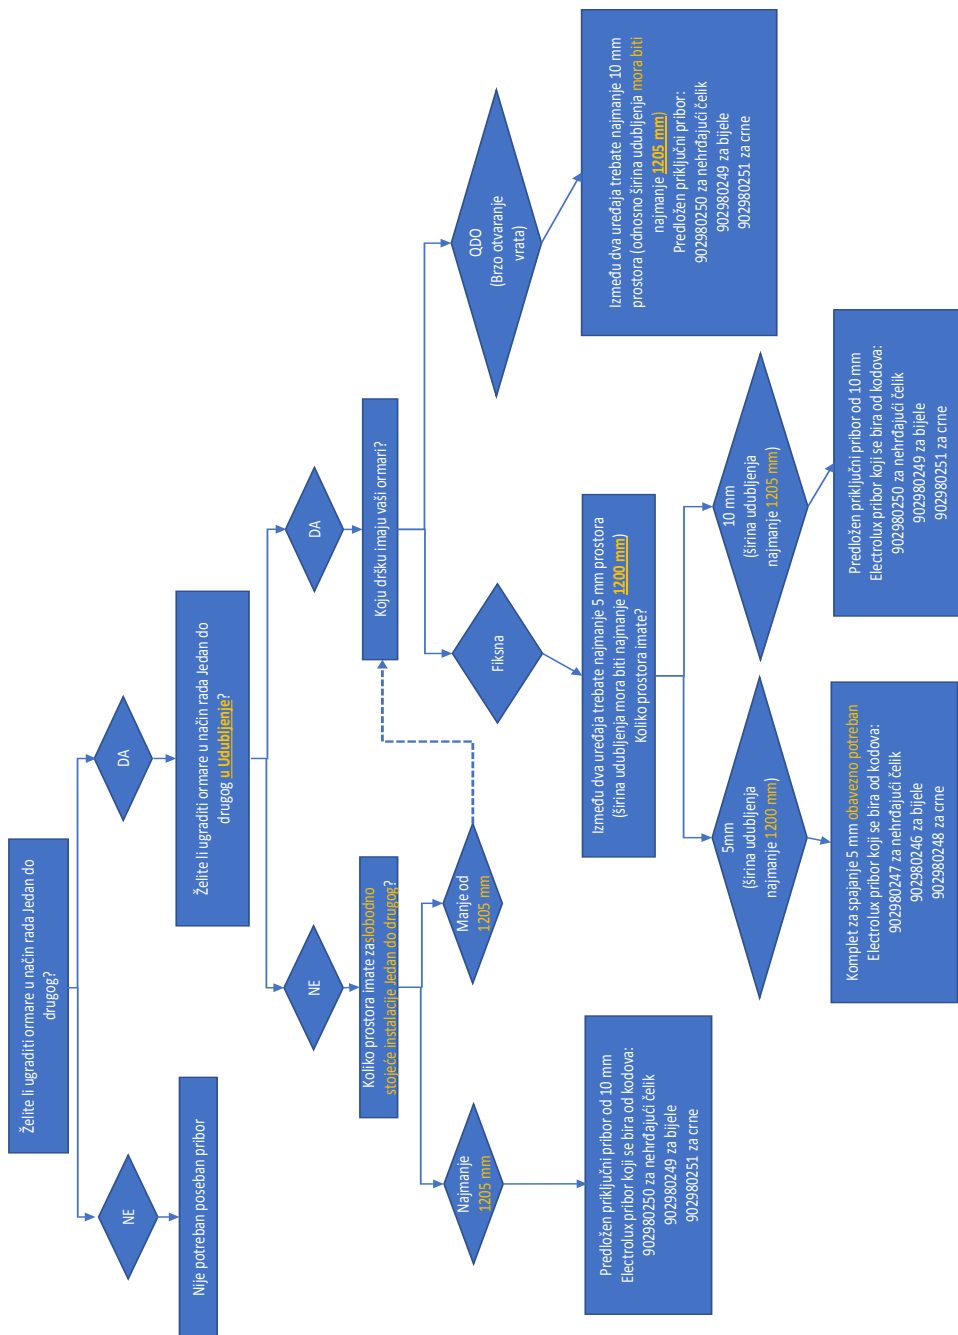 Želite li ugraditi ormare u način rada Jedan do
drugog?
NE
DA
Nije potreban poseban pribor
Želite li ugraditi ormare u način rada Jedan do
drugog u Udubljenje?
NE
DA
Koliko prostora imate zaslobodno
stojeće instalacije Jedan do drugog?
Koju dršku imaju vaši ormari?
Najmanje
1205 mm
Manje od
1205 mm
Fiksna
QDO
(Brzo otvaranje
vrata)
Predložen priključni pribor od 10 mm
Electrolux pribor koji se bira od kodova:
902980250 za nehrđajući čelik
902980249 za bijele
902980251 za crne
Između dva uređaja trebate najmanje 5 mm prostora
(širina udubljenja mora biti najmanje 1200 mm)
Koliko prostora imate?
Između dva uređaja trebate najmanje 10 mm
prostora (odnosno širina udubljenja mora biti
najmanje 1205 mm)
Predložen priključni pribor:
902980250 za nehrđajući čelik
902980249 za bijele
902980251 za crne
5mm
(širina udubljenja
najmanje 1200 mm)
10 mm
(širina udubljenja
najmanje 1205 mm)
Komplet za spajanje 5 mm obavezno potreban
Electrolux pribor koji se bira od kodova:
902980247 za nehrđajući čelik
902980246 za bijele
902980248 za crne
Predložen priključni pribor od 10 mm
Electrolux pribor koji se bira od kodova:
902980250 za nehrđajući čelik
902980249 za bijele
902980251 za crne